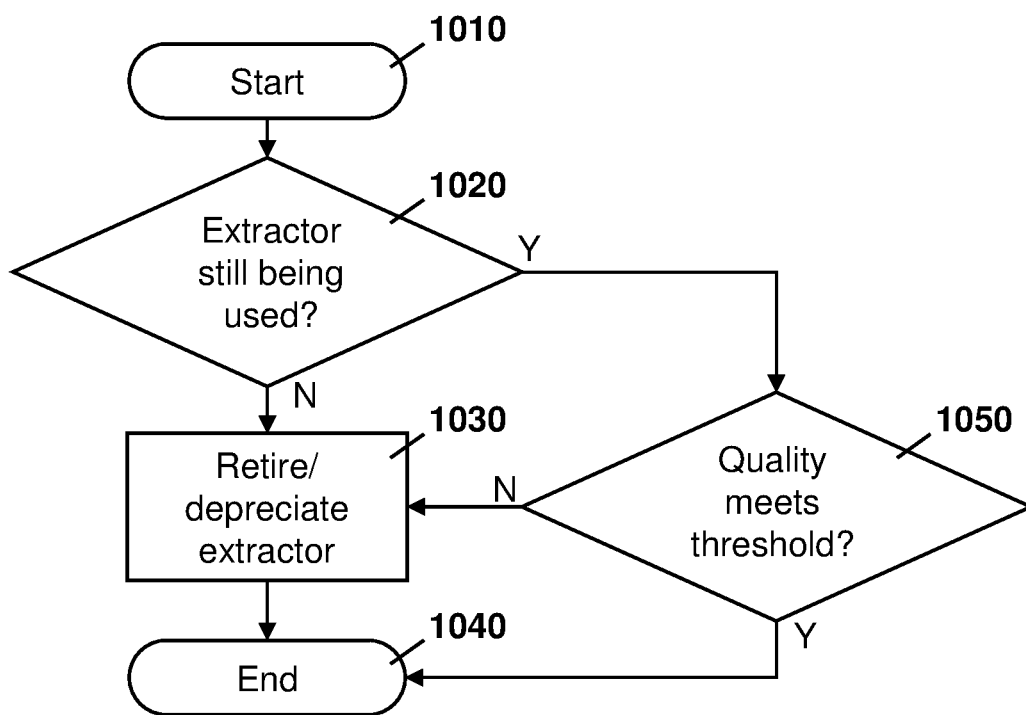 1010
Start
1020
Extractor
still being
used?
Y
N
1030
Retire/
depreciate
extractor
1050
Quality
meets
threshold?
N
Y
1040
End